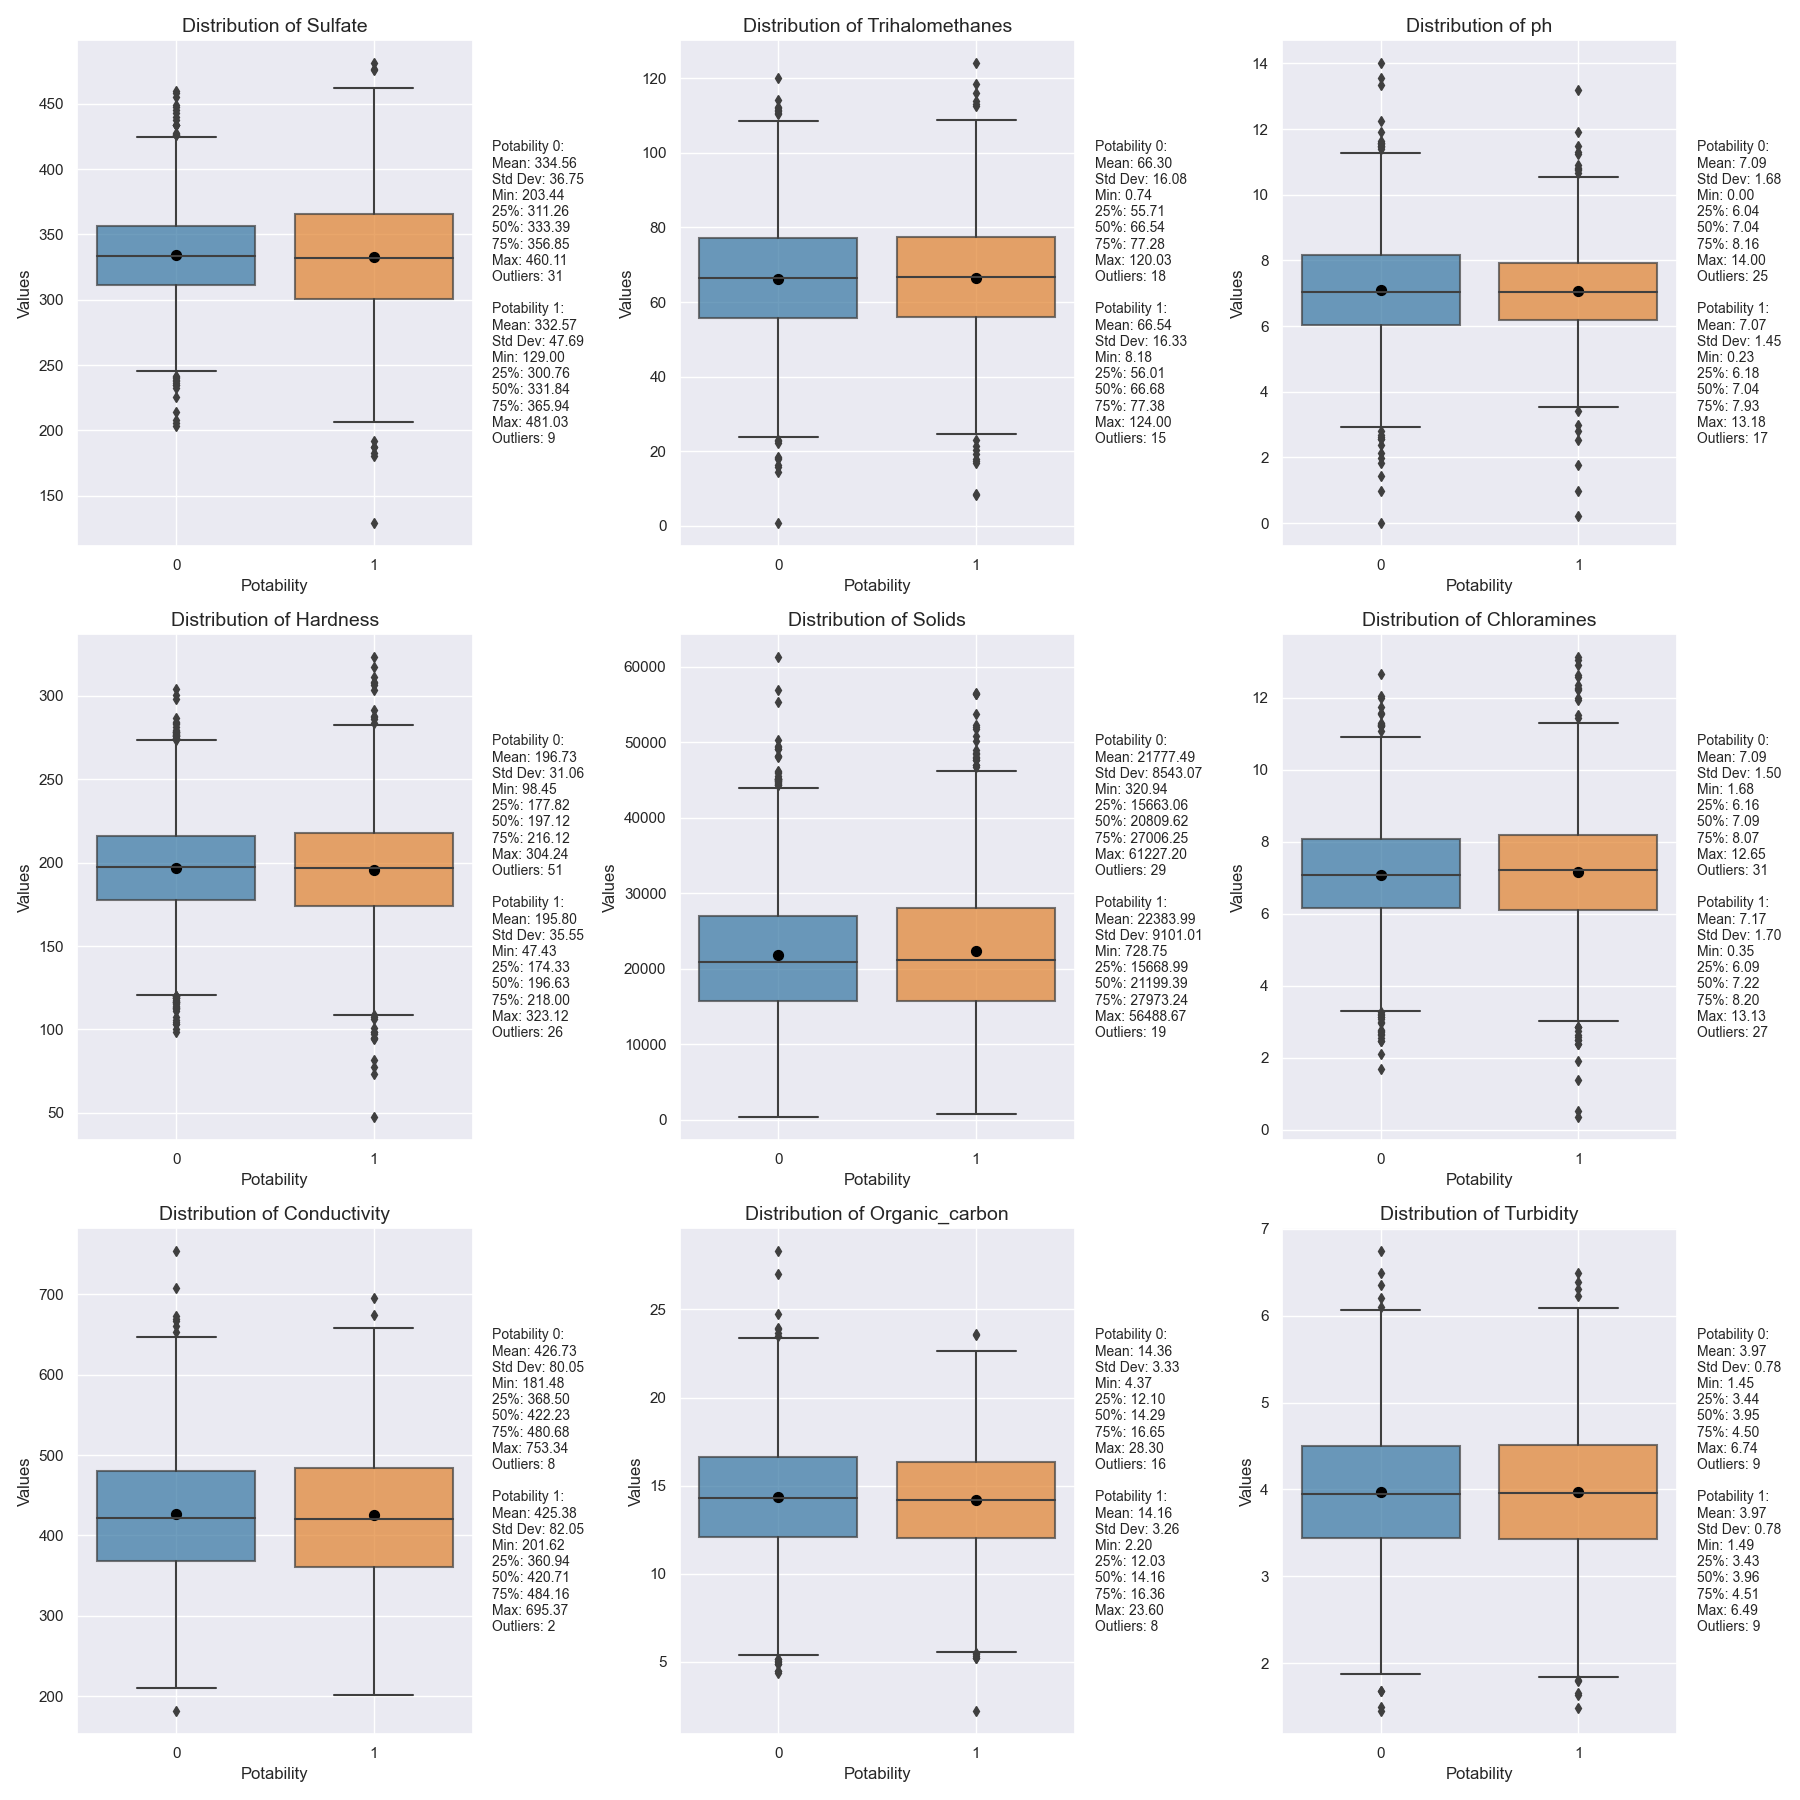 Distribution of Sulfate
450
400
350
300
250
200
150
Values
0
1
Potability
Potability 0:
Mean: 334.56
Std Dev: 36.75
Min: 203.44
25%: 311.26
50%: 333.39
75%: 356.85
Max: 460.11
Outliers: 31
Potability 1:
Mean: 332.57
Std Dev: 47.69
Min: 129.00
25%: 300.76
50%: 331.84
75%: 365.94
Max: 481.03
Outliers: 9
Distribution of Trihalomethanes
120
100
80
60
40
20
0
Values
0
1
Potability
Potability 0:
Mean: 66.30
Std Dev: 16.08
Min: 0.74
25%: 55.71
50%: 66.54
75%: 77.28
Max: 120.03
Outliers: 18
Potability 1:
Mean: 66.54
Std Dev: 16.33
Min: 8.18
25%: 56.01
50%: 66.68
75%: 77.38
Max: 124.00
Outliers: 15
Distribution of ph
14
12
10
8
6
4
2
0
Values
0
1
Potability
Potability 0:
Mean: 7.09
Std Dev: 1.68
Min: 0.00
25%: 6.04
50%: 7.04
75%: 8.16
Max: 14.00
Outliers: 25
Potability 1:
Mean: 7.07
Std Dev: 1.45
Min: 0.23
25%: 6.18
50%: 7.04
75%: 7.93
Max: 13.18
Outliers: 17
Distribution of Hardness
300
250
200
150
100
50
Values
0
1
Potability
Potability 0:
Mean: 196.73
Std Dev: 31.06
Min: 98.45
25%: 177.82
50%: 197.12
75%: 216.12
Max: 304.24
Outliers: 51
Potability 1:
Mean: 195.80
Std Dev: 35.55
Min: 47.43
25%: 174.33
50%: 196.63
75%: 218.00
Max: 323.12
Outliers: 26
Distribution of Solids
60000
50000
40000
30000
20000
10000
0
Values
0
1
Potability
Potability 0:
Mean: 21777.49
Std Dev: 8543.07
Min: 320.94
25%: 15663.06
50%: 20809.62
75%: 27006.25
Max: 61227.20
Outliers: 29
Potability 1:
Mean: 22383.99
Std Dev: 9101.01
Min: 728.75
25%: 15668.99
50%: 21199.39
75%: 27973.24
Max: 56488.67
Outliers: 19
Distribution of Chloramines
12
10
8
6
4
2
0
Values
0
1
Potability
Potability 0:
Mean: 7.09
Std Dev: 1.50
Min: 1.68
25%: 6.16
50%: 7.09
75%: 8.07
Max: 12.65
Outliers: 31
Potability 1:
Mean: 7.17
Std Dev: 1.70
Min: 0.35
25%: 6.09
50%: 7.22
75%: 8.20
Max: 13.13
Outliers: 27
Distribution of Conductivity
700
600
500
400
300
200
Values
0
1
Potability
Potability 0:
Mean: 426.73
Std Dev: 80.05
Min: 181.48
25%: 368.50
50%: 422.23
75%: 480.68
Max: 753.34
Outliers: 8
Potability 1:
Mean: 425.38
Std Dev: 82.05
Min: 201.62
25%: 360.94
50%: 420.71
75%: 484.16
Max: 695.37
Outliers: 2
Distribution of Organic_carbon
25
20
15
10
5
Values
0
1
Potability
Potability 0:
Mean: 14.36
Std Dev: 3.33
Min: 4.37
25%: 12.10
50%: 14.29
75%: 16.65
Max: 28.30
Outliers: 16
Potability 1:
Mean: 14.16
Std Dev: 3.26
Min: 2.20
25%: 12.03
50%: 14.16
75%: 16.36
Max: 23.60
Outliers: 8
Distribution of Turbidity
7
6
5
4
3
2
Values
0
1
Potability
Potability 0:
Mean: 3.97
Std Dev: 0.78
Min: 1.45
25%: 3.44
50%: 3.95
75%: 4.50
Max: 6.74
Outliers: 9
Potability 1:
Mean: 3.97
Std Dev: 0.78
Min: 1.49
25%: 3.43
50%: 3.96
75%: 4.51
Max: 6.49
Outliers: 9